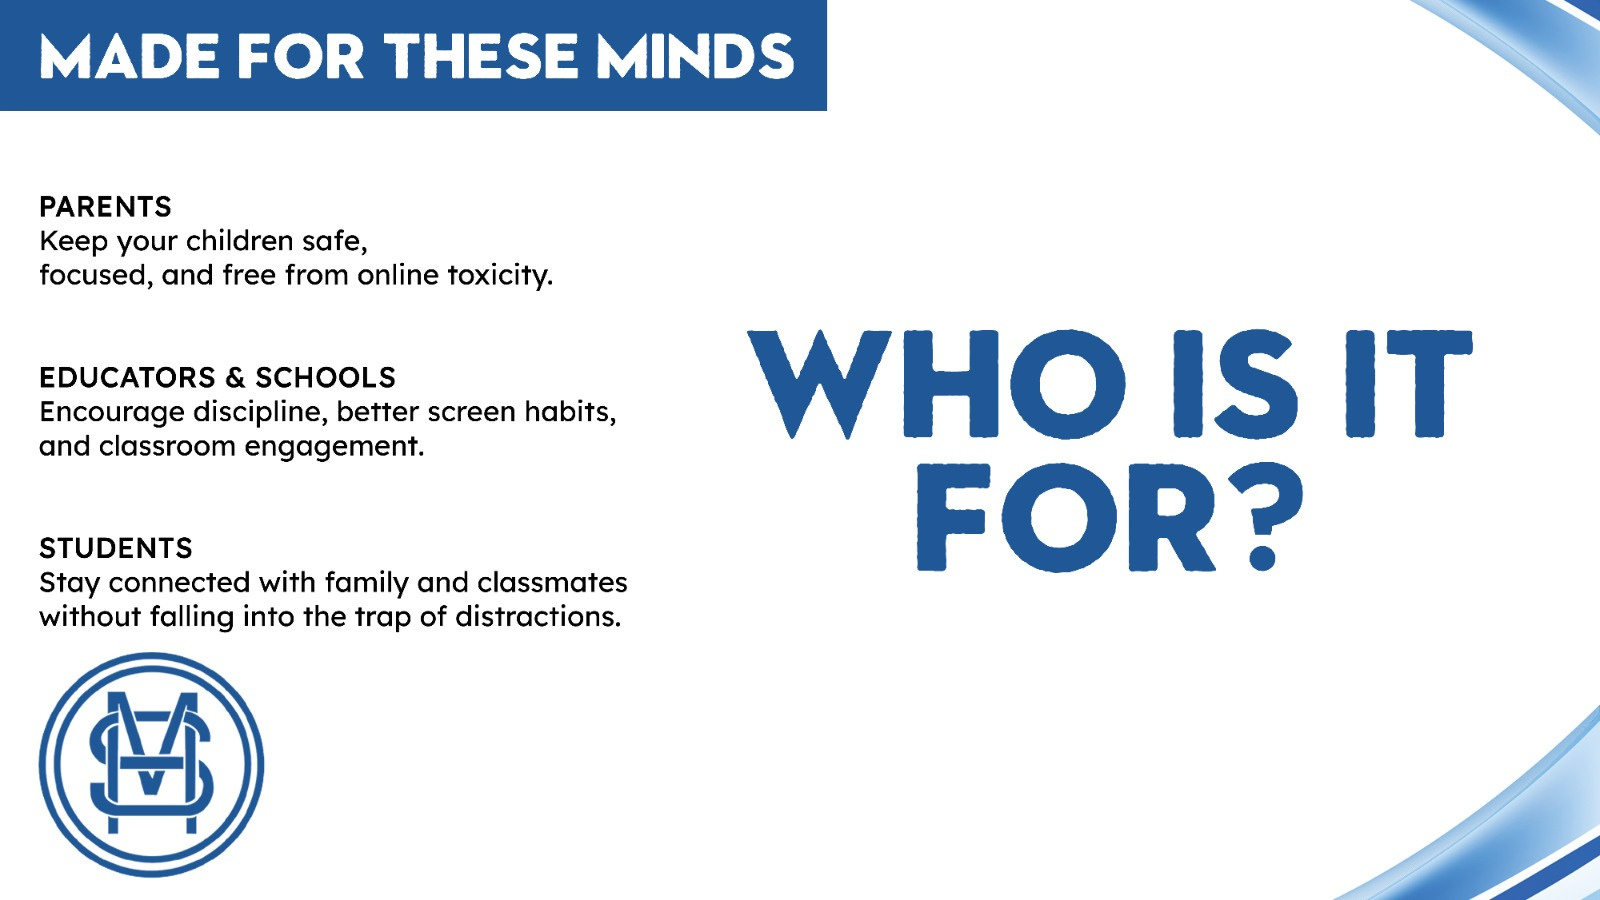 MADE FOR THESE MINDS
PARENTS
Keep your children safe,
focused, and free from online toxicity.
EDUCATORS & SCHOOLS
Encourage discipline, better screen habits,
and classroom engagement.
STUDENTS
Stay connected with family and classmates
without falling into the trap of distractions.
WHO IS IT
FOR?